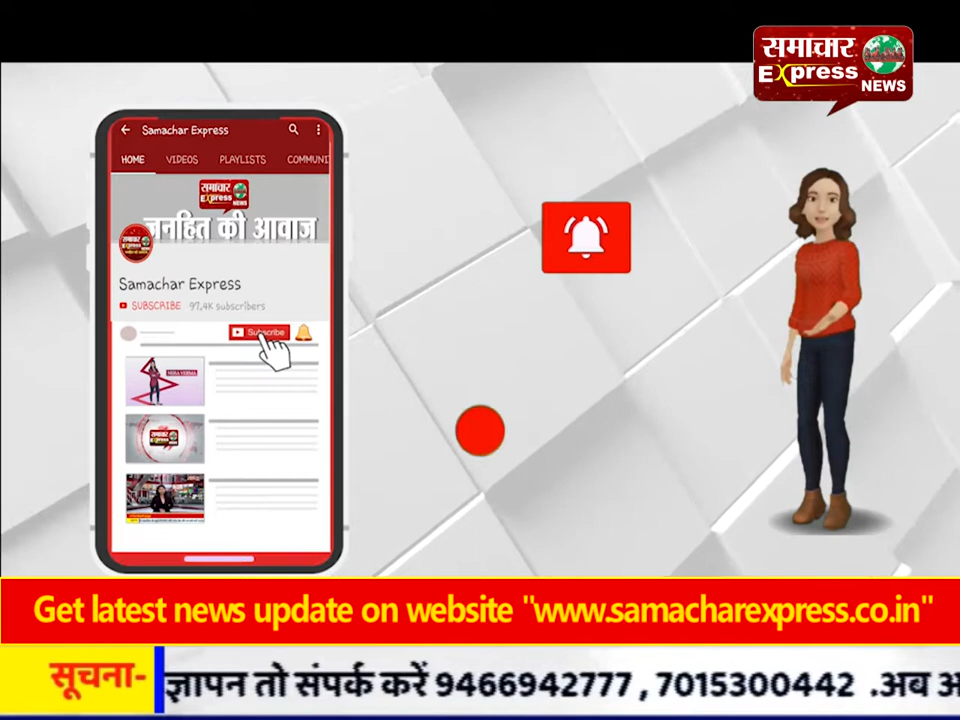 समाचार
Express
NEWS
Samachar Express
HOME VIDEOS PLAYLISTS COMMUNI
समाचार
Express
NEWS
जनहित की आवाज
Samachar Express
SUBSCRIBE 97.4K subscribers
Subscribe
Get latest news update on website "www.samacharexpress.co.in"
सूचना- ज्ञापन तो संपर्क करें 9466942777 , 7015300442 .अब अ